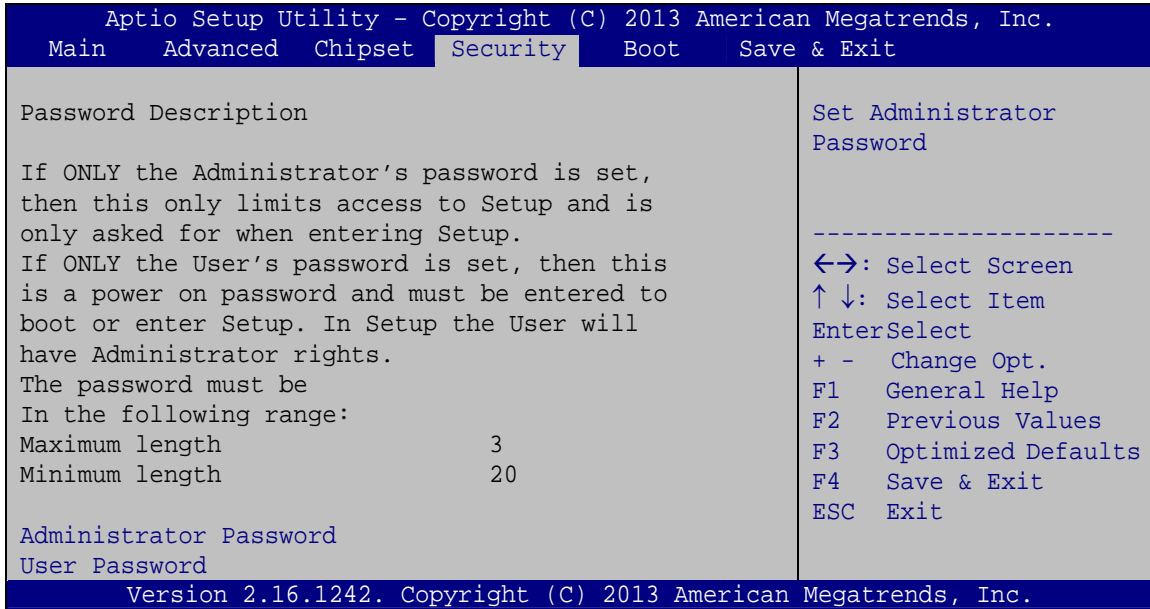 Aptio Setup Utility – Copyright (C) 2013 American Megatrends, Inc.
Main Advanced Chipset Security Boot Save & Exit
Password Description
If ONLY the Administrator's password is set,
then this only limits access to Setup and is
only asked for when entering Setup.
If ONLY the User's password is set, then this
is a power on password and must be entered to
boot or enter Setup. In Setup the User will
have Administrator rights.
The password must be
In the following range:
Maximum length 3
Minimum length 20
Administrator Password
User Password
Set Administrator
Password
---------------------
←→: Select Screen
↑ ↓: Select Item
EnterSelect
+ - Change Opt.
F1 General Help
F2 Previous Values
F3 Optimized Defaults
F4 Save & Exit
ESC Exit
Version 2.16.1242. Copyright (C) 2013 American Megatrends, Inc.